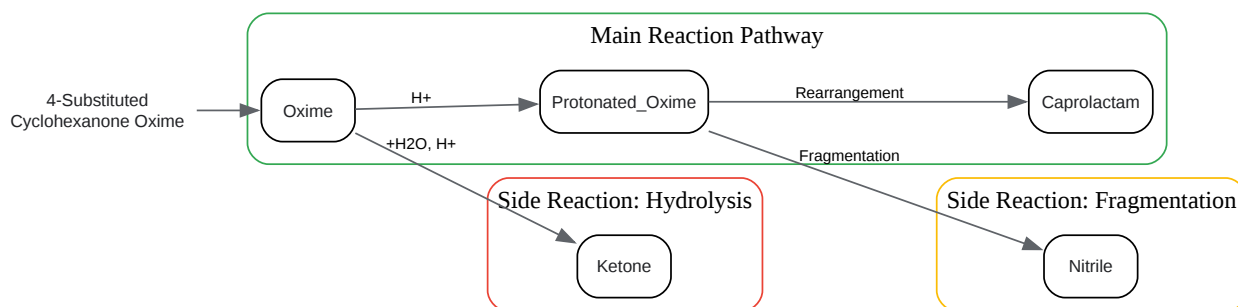 Main Reaction Pathway
4-Substituted
Cyclohexanone Oxime
Oxime
H+
Protonated_Oxime
Rearrangement
Caprolactam
+H2O, H+
Fragmentation
Side Reaction: Hydrolysis
Side Reaction: Fragmentation
Ketone
Nitrile